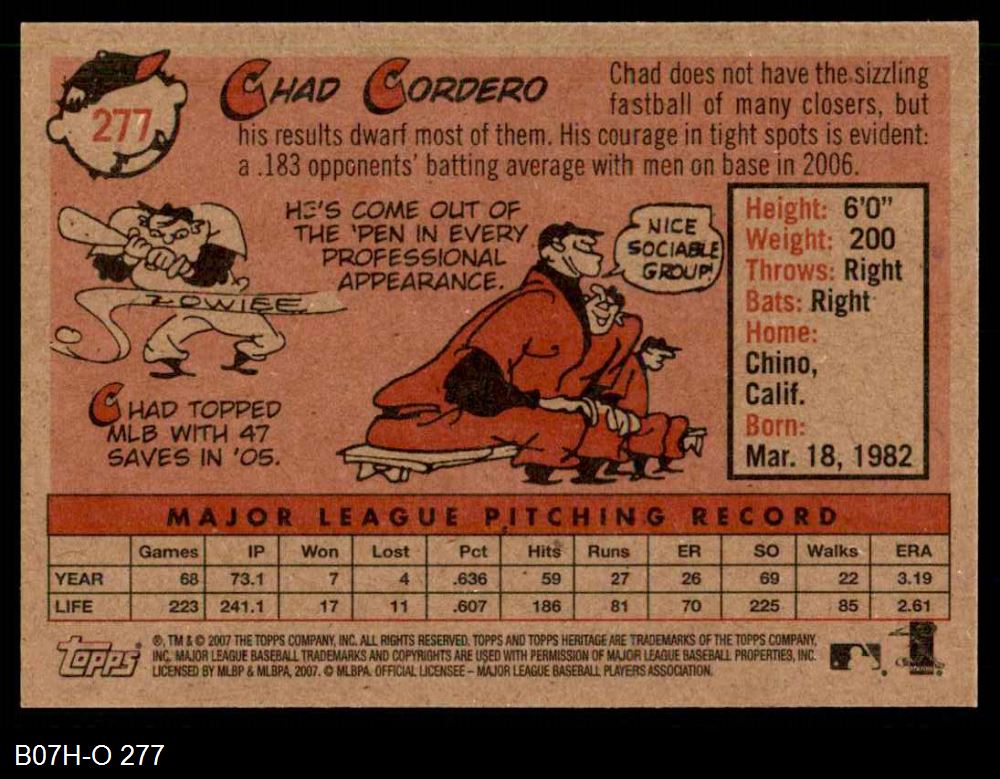 277
CHAD CORDERO
Chad does not have the sizzling
fastball of many closers, but
his results dwarf most of them. His courage in tight spots is evident:
a .183 opponents' batting average with men on base in 2006.
HE'S COME OUT OF
THE 'PEN IN EVERY
PROFESSIONAL
APPEARANCE.
NICE
SOCIABLE
GROUP!
ZOWIEE
CHAD TOPPED
MLB WITH 47
SAVES IN '05.
Height: 6'0"
Weight: 200
Throws: Right
Bats: Right
Home:
Chino,
Calif.
Born:
Mar. 18, 1982
MAJOR LEAGUE PITCHING RECORD
Games IP Won Lost Pct Hits Runs ER SO Walks ERA
YEAR 68 73.1 7 4 .636 59 27 26 69 22 3.19
LIFE 223 241.1 17 11 .607 186 81 70 225 85 2.61
Topps
®, TM & © 2007 THE TOPPS COMPANY, INC. ALL RIGHTS RESERVED. TOPPS AND TOPPS HERITAGE ARE TRADEMARKS OF THE TOPPS COMPANY,
INC. MAJOR LEAGUE BASEBALL TRADEMARKS AND COPYRIGHTS ARE USED WITH PERMISSION OF MAJOR LEAGUE BASEBALL PROPERTIES, INC.
LICENSED BY MLBP & MLBPA, 2007. © MLBPA. OFFICIAL LICENSEE – MAJOR LEAGUE BASEBALL PLAYERS ASSOCIATION.
B07H-O 277